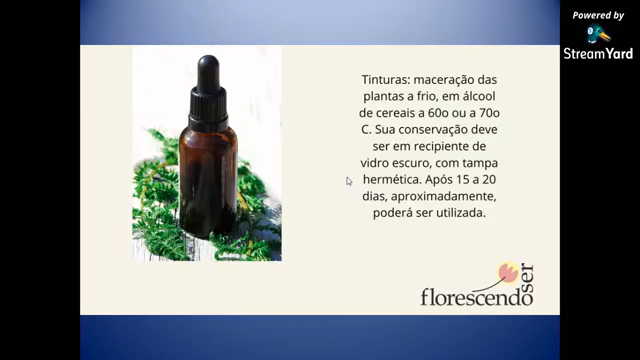 Powered by
StreamYard
Tinturas: maceração das
plantas a frio, em álcool
de cereais a 60o ou a 70o
C. Sua conservação deve
ser em recipiente de
vidro escuro, com tampa
hermética. Após 15 a 20
dias, aproximadamente,
poderá ser utilizada.
florescendo
ser